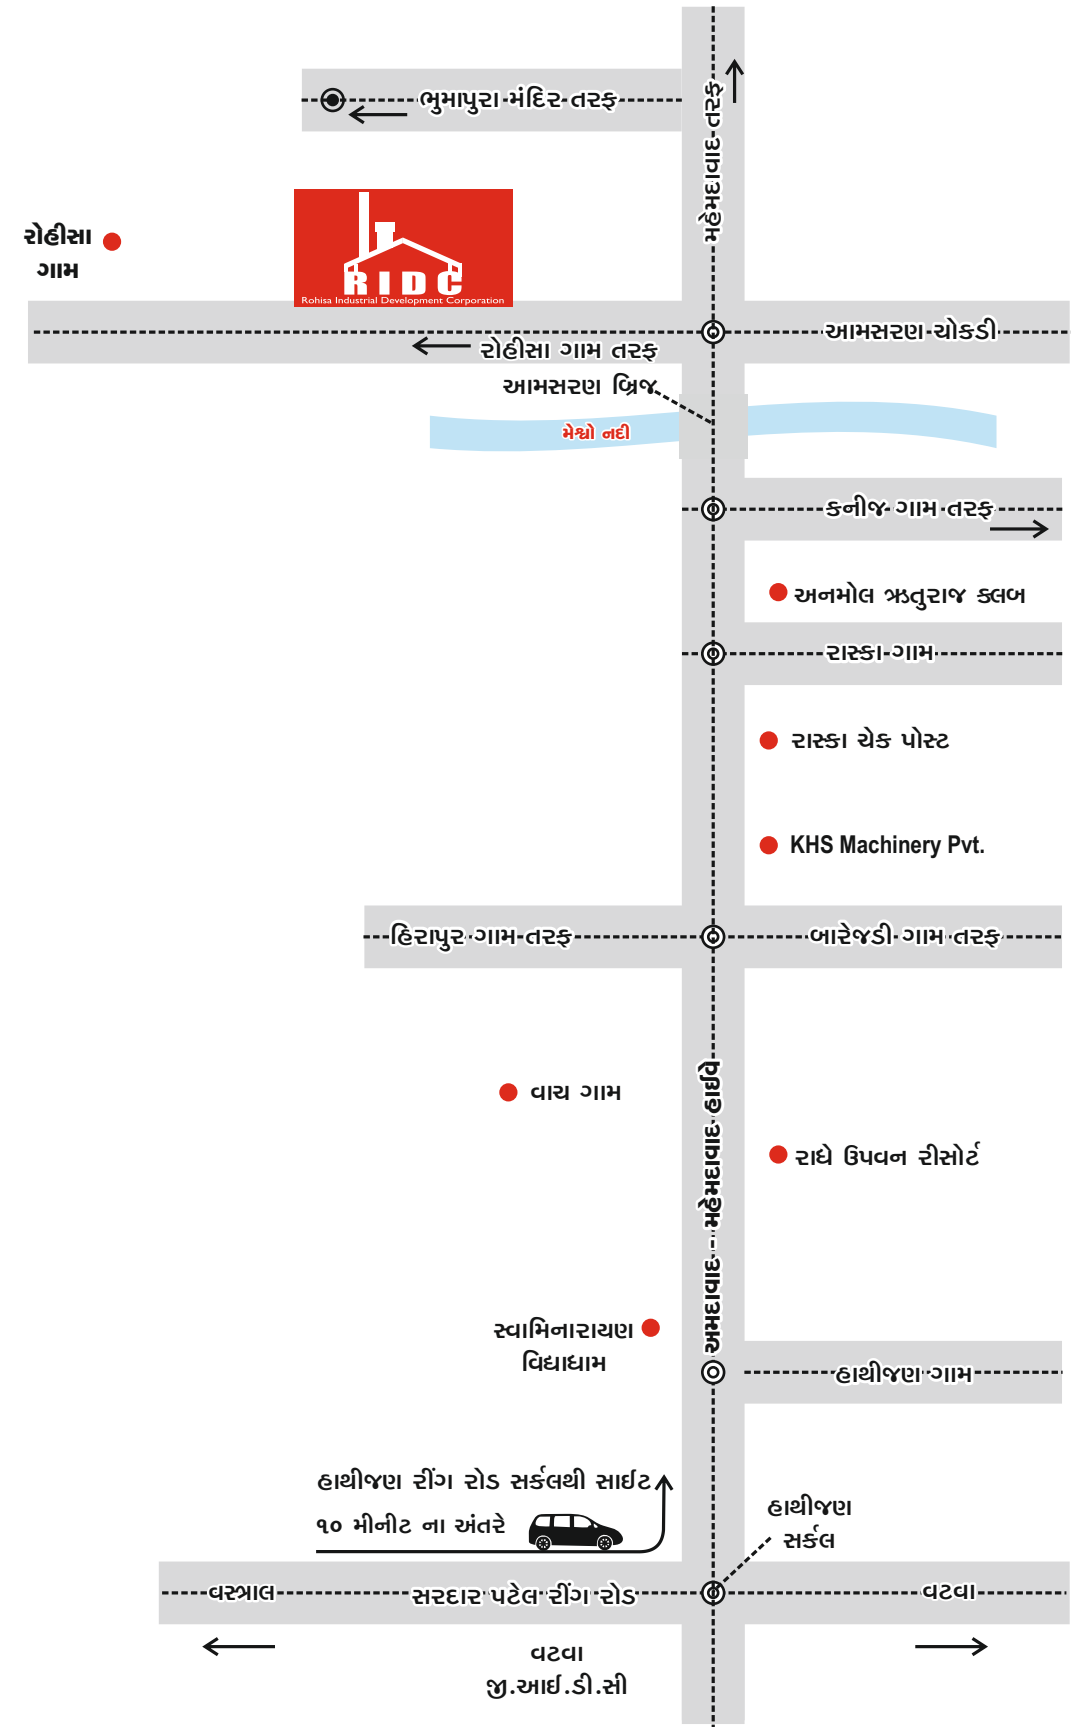 ભુમાપુરા મંદિર તરફ
મહેમદાવાદ તરફ
રોહીસા
ગામ
RIDC
Rohisa Industrial Development Corporation
આમસરણ ચોકડી
રોહીસા ગામ તરફ
આમસરણ બ્રિજ
મેશ્વો નદી
કનીજ ગામ તરફ
અનમોલ ઋતુરાજ ક્લબ
રાસ્કા ગામ
રાસ્કા ચેક પોસ્ટ
KHS Machinery Pvt.
હિરાપુર ગામ તરફ
બારેજડી ગામ તરફ
વાચ ગામ
અમદાવાદ - મહેમદાવાદ હાઈવે
રાધે ઉપવન રીસોર્ટ
સ્વામિનારાયણ
વિદ્યાધામ
હાથીજણ ગામ
હાથીજણ રીંગ રોડ સર્કલથી સાઈટ
૧૦ મીનીટ ના અંતરે
હાથીજણ
સર્કલ
વસ્ત્રાલ
સરદાર પટેલ રીંગ રોડ
વટવા
વટવા
જી.આઈ.ડી.સી